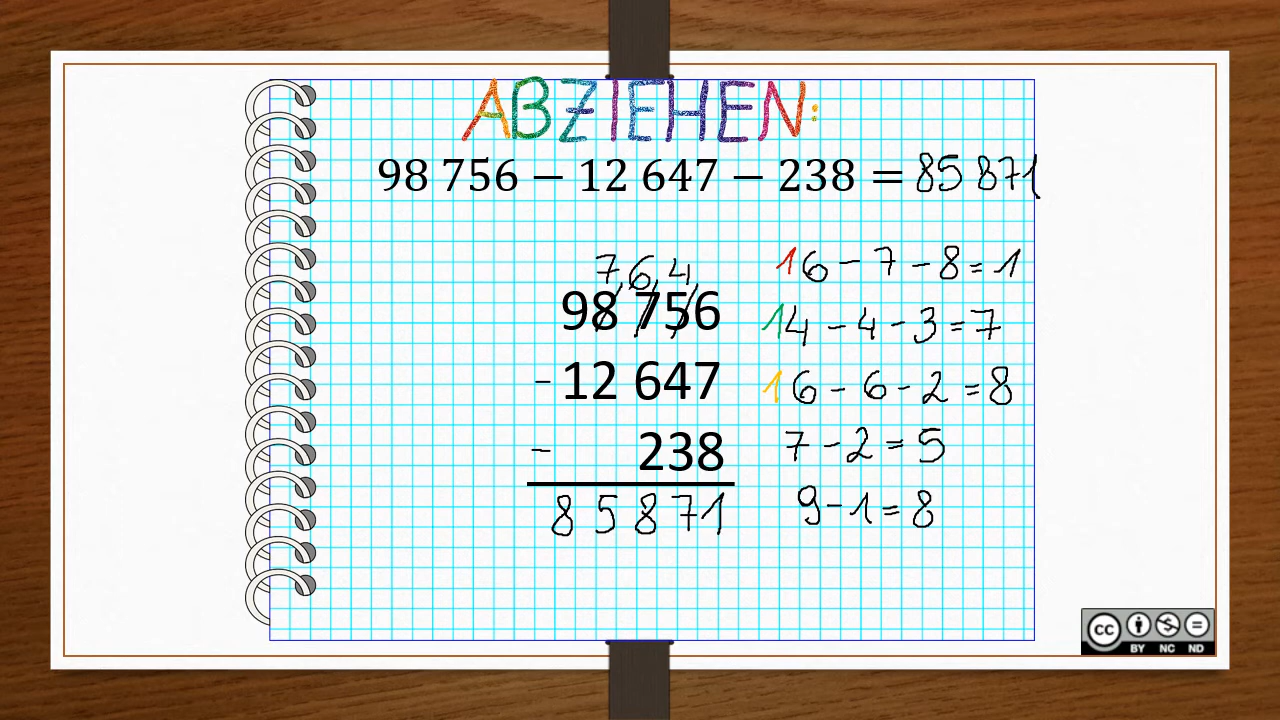 ABZIEHEN:
98 756 − 12 647 − 238 = 85 871
7 6 4
98 756
- 12 647
- 238
8 5 8 7 1
16 - 7 - 8 = 1
14 - 4 - 3 = 7
16 - 6 - 2 = 8
7 - 2 = 5
9 - 1 = 8
cc
BY NC ND